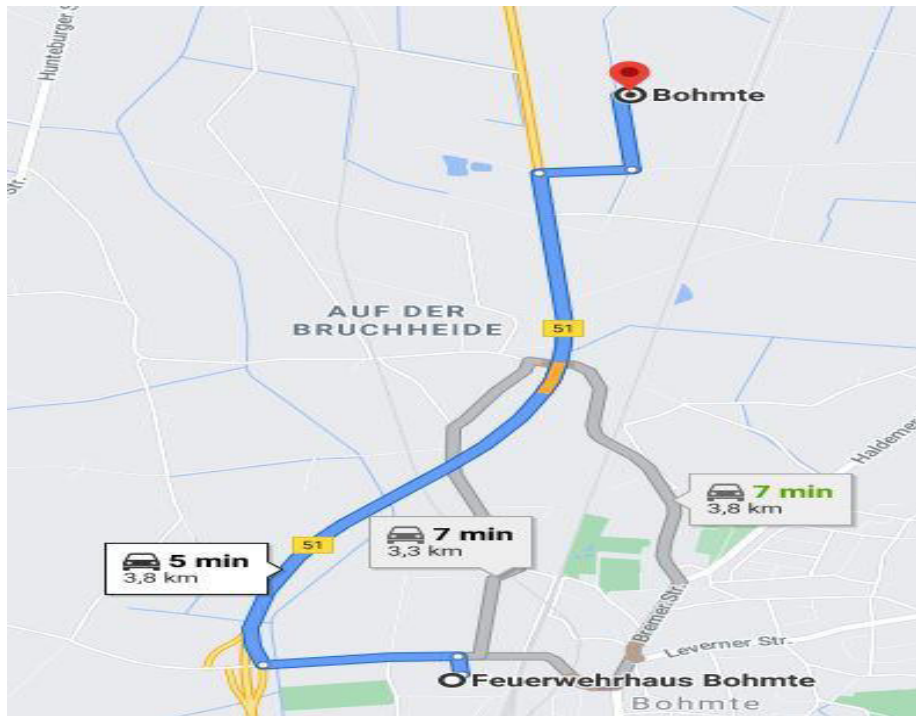 Hunteburger S
Str.
Bohmte
AUF DER
BRUCHHEIDE
51
Haldemer
7 min
3,8 km
7 min
3,3 km
51
5 min
3,8 km
Bremer Str.
Leverner Str.
Feuerwehrhaus Bohmte
Bohmte